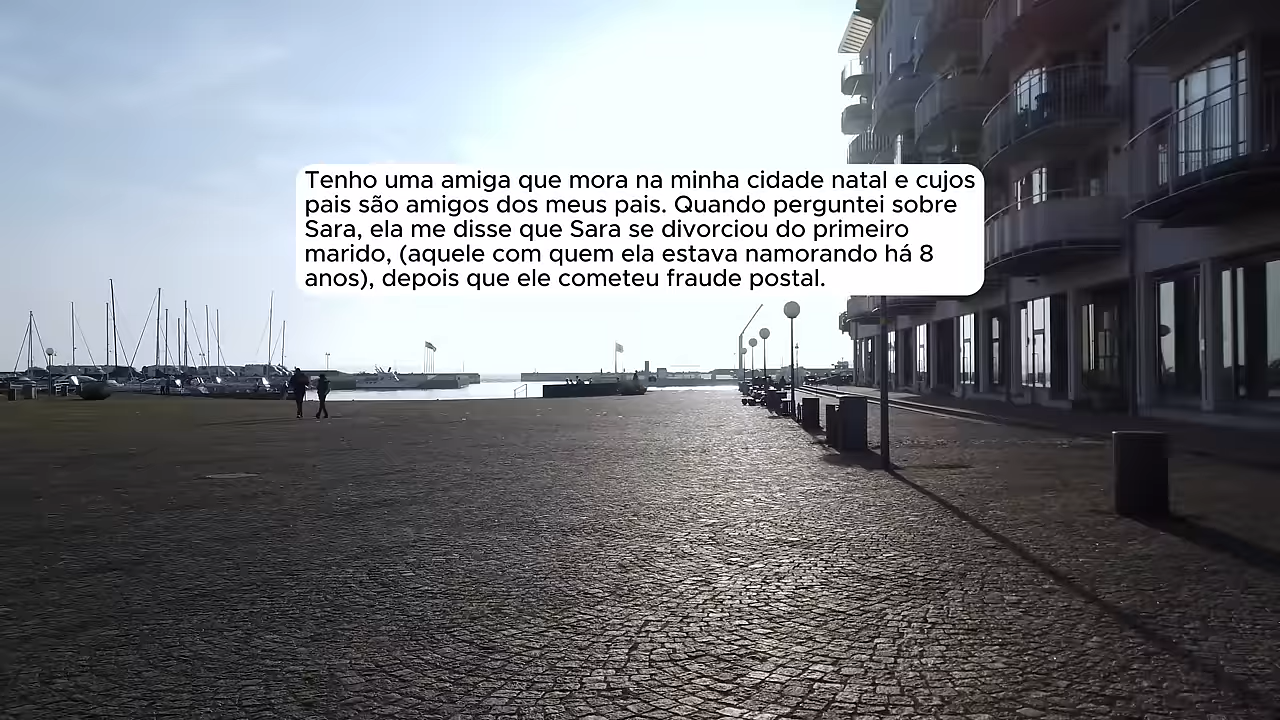 Tenho uma amiga que mora na minha cidade natal e cujos
pais são amigos dos meus pais. Quando perguntei sobre
Sara, ela me disse que Sara se divorciou do primeiro
marido, (aquele com quem ela estava namorando há 8
anos), depois que ele cometeu fraude postal.